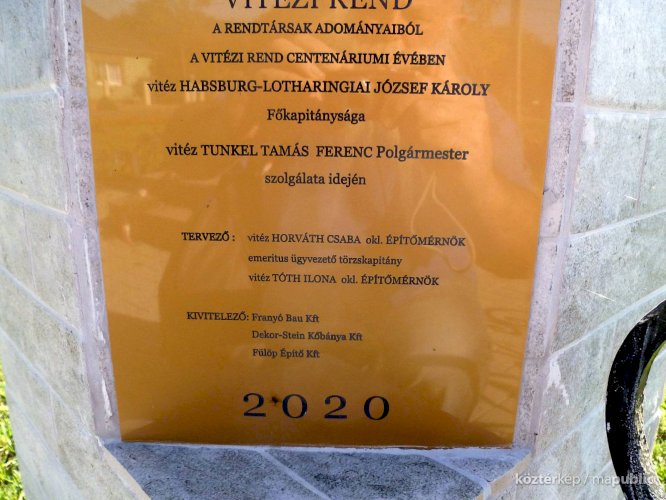 VITÉZI REND
A RENDTÁRSAK ADOMÁNYAIBÓL
A VITÉZI REND CENTENÁRIUMI ÉVÉBEN
vitéz HABSBURG-LOTHARINGIAI JÓZSEF KÁROLY
Főkapitánysága
vitéz TUNKEL TAMÁS FERENC Polgármester
szolgálata idején
TERVEZŐ : vitéz HORVÁTH CSABA okl. ÉPÍTŐMÉRNÖK
emeritus ügyvezető törzskapitány
vitéz TÓTH ILONA okl. ÉPÍTŐMÉRNÖK
KIVITELEZŐ: Franyó Bau Kft
Dekor-Stein Kőbánya Kft
Fülöp Építő Kft
2020
köztérkép / mapublic